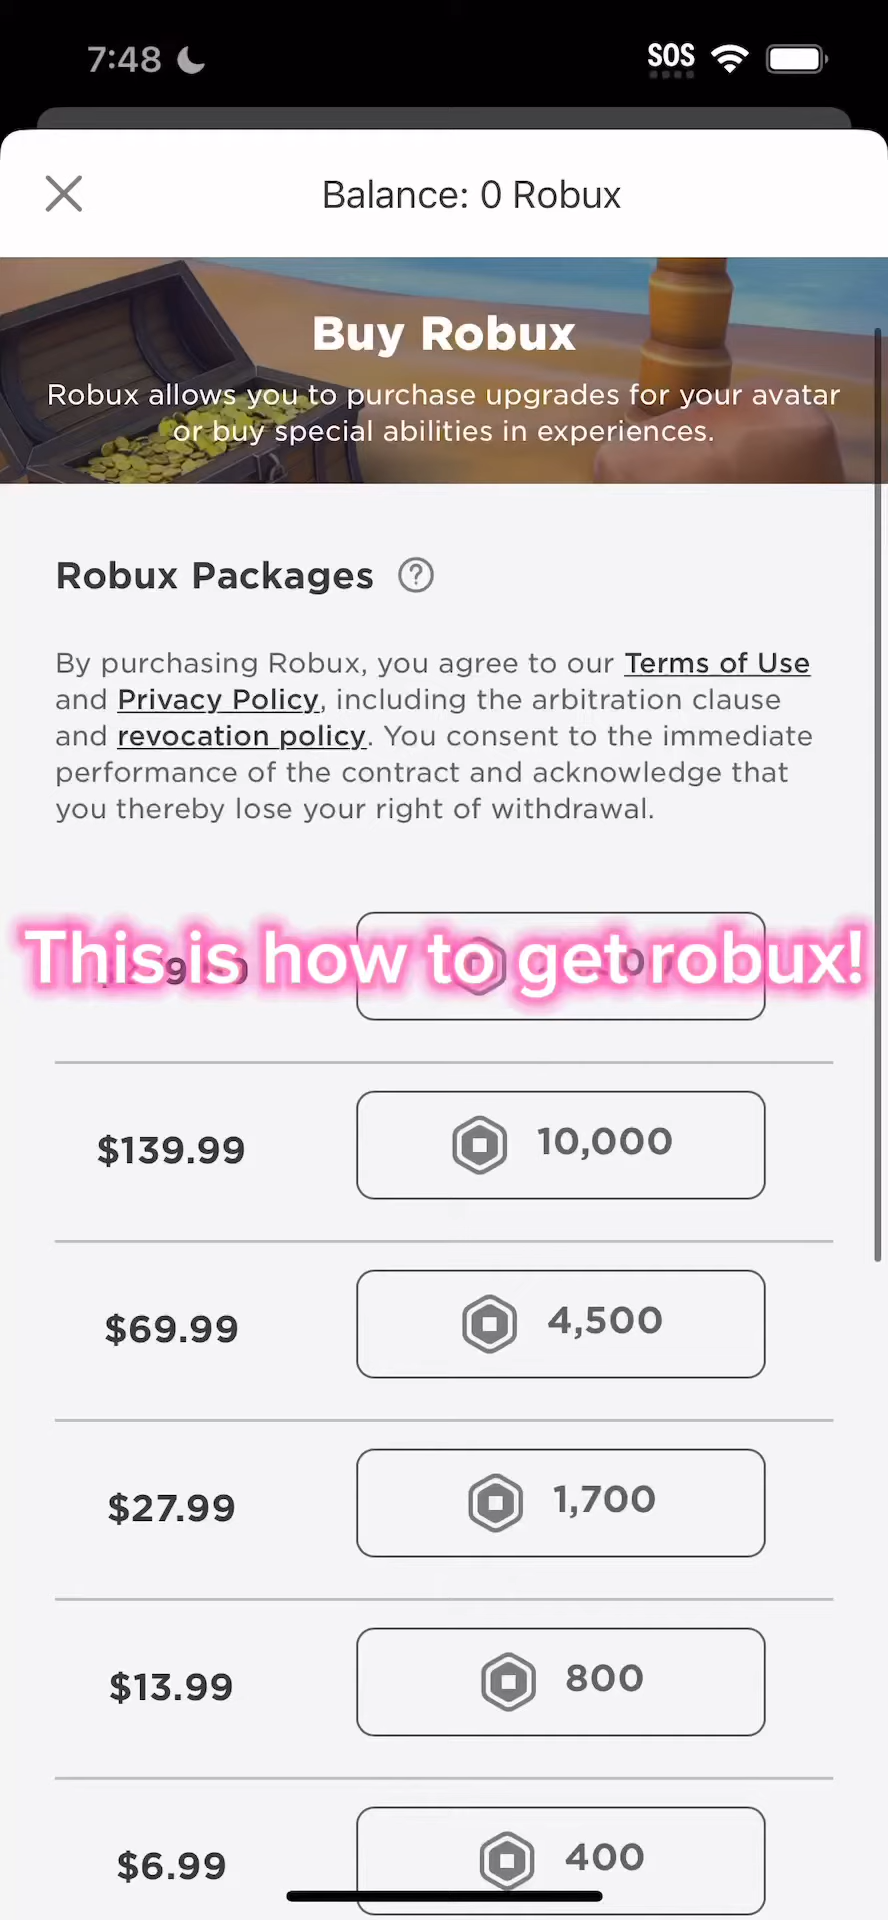 7:48
SOS
Balance: 0 Robux
Buy Robux
Robux allows you to purchase upgrades for your avatar
or buy special abilities in experiences.
Robux Packages ?
By purchasing Robux, you agree to our Terms of Use
and Privacy Policy, including the arbitration clause
and revocation policy. You consent to the immediate
performance of the contract and acknowledge that
you thereby lose your right of withdrawal.
This is how to get robux!
$139.99 10,000
$69.99 4,500
$27.99 1,700
$13.99 800
$6.99 400